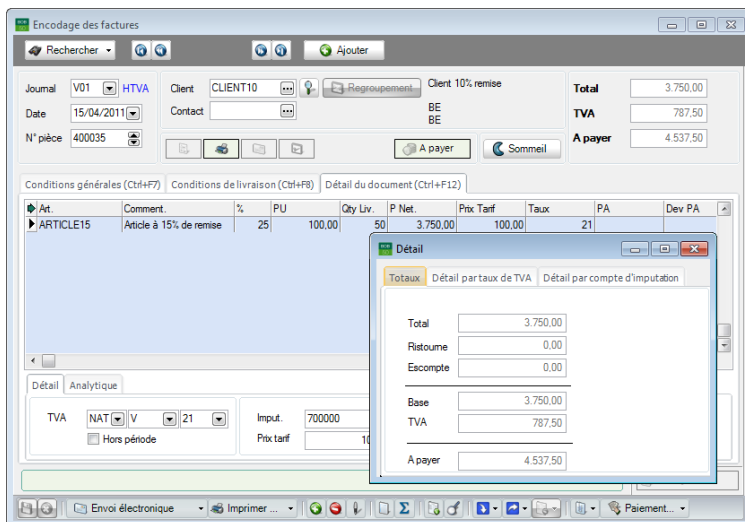 Encodage des factures
Rechercher
Ajouter
Journal V01 HTVA Client CLIENT10 Regroupement Client 10% remise Total 3.750,00
Date 15/04/2011 Contact BE TVA 787,50
BE
N° pièce 400035 A payer Sommeil A payer 4.537,50
Conditions générales (Ctrl+F7) Conditions de livraison (Ctrl+F8) Détail du document (Ctrl+F12)
Art. Comment. % PU Qty Liv. P Net. Prix Tarif Taux PA Dev PA
ARTICLE15 Article à 15% de remise 25 100,00 50 3.750,00 100,00 21
Détail
Totaux Détail par taux de TVA Détail par compte d'imputation
Total 3.750,00
Ristourne 0,00
Escompte 0,00
Base 3.750,00
TVA 787,50
A payer 4.537,50
Détail Analytique
TVA NAT V 21 Imput. 700000
Hors période Prix tarif
Envoi électronique Imprimer ... Paiement...